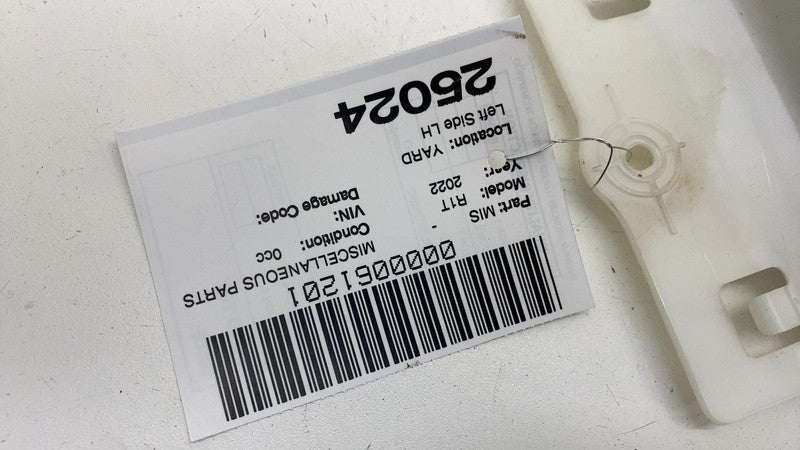 0000061201
Part: MIS - MISCELLANEOUS PARTS
Model: R1T Condition: 0cc
Year: 2022 VIN:
Damage Code:
Location: YARD
Left Side LH
25024